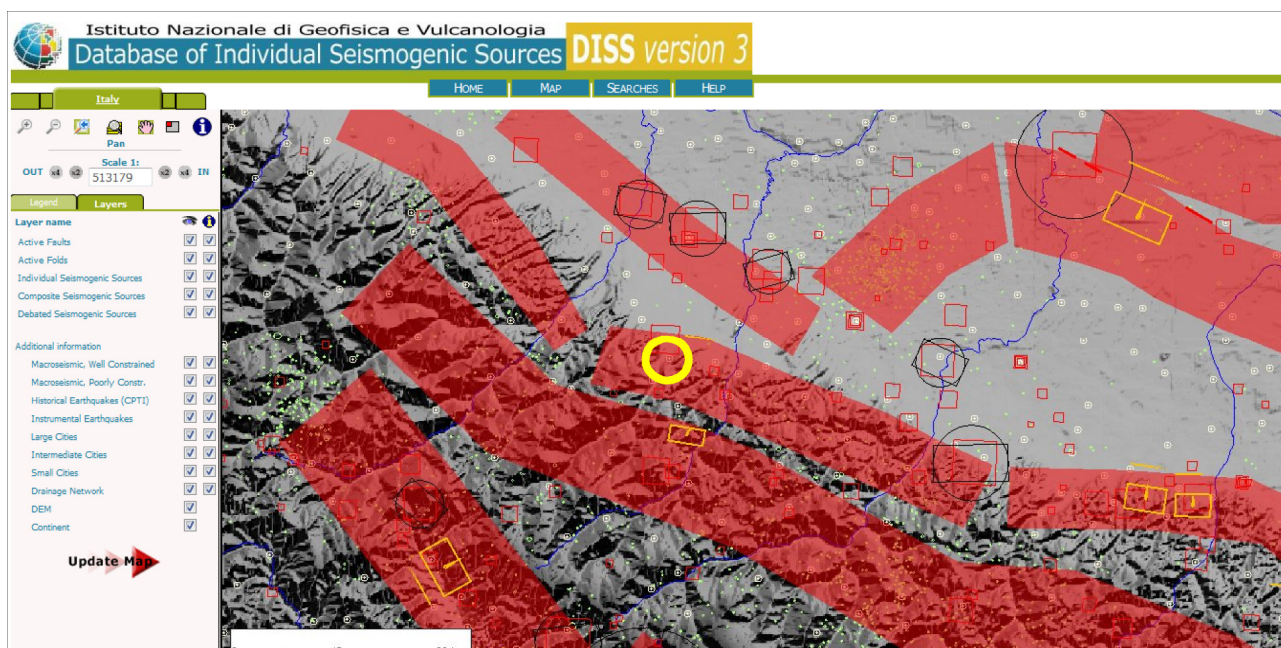 Istituto Nazionale di Geofisica e Vulcanologia
Database of Individual Seismogenic Sources DISS version 3
HOME MAP SEARCHES HELP
Italy
Pan
Scale 1:
OUT x4 x2 513179 x2 x4 IN
Legend Layers
Layer name
Active Faults
Active Folds
Individual Seismogenic Sources
Composite Seismogenic Sources
Debated Seismogenic Sources
Additional information
Macroseismic, Well Constrained
Macroseismic, Poorly Constr.
Historical Earthquakes (CPTI)
Instrumental Earthquakes
Large Cities
Intermediate Cities
Small Cities
Drainage Network
DEM
Continent
Update Map